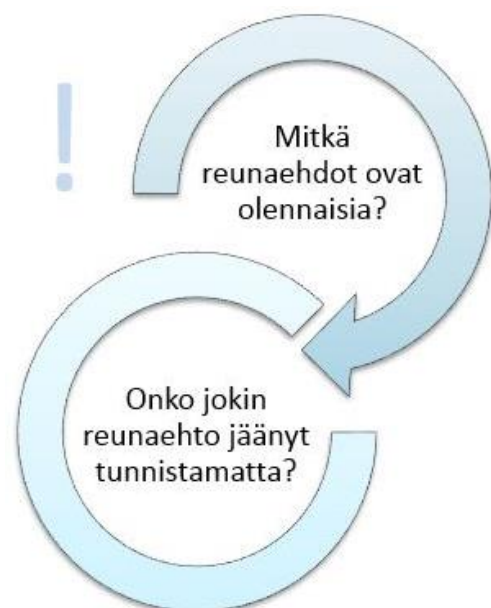 !
Mitkä
reunaehdot ovat
olennaisia?
Onko jokin
reunaehto jäänyt
tunnistamatta?